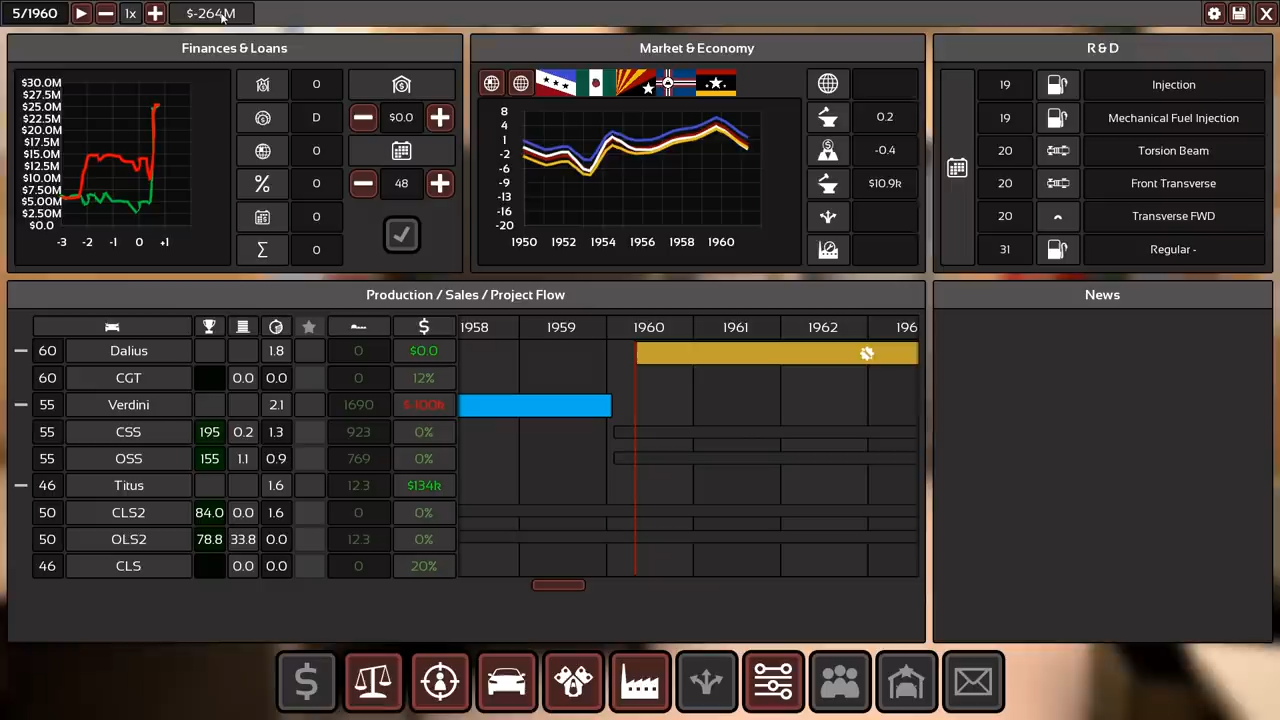 5/1960 1x $-264M
Finances & Loans
$30.0M
$27.5M
$25.0M
$22.5M
$20.0M
$17.5M
$15.0M
$12.5M
$10.0M
$7.50M
$5.00M
$2.50M
$0.0
-3 -2 -1 0 +1
0
D $0.0
0
% 0 48
0
Σ 0
Market & Economy
8
4
1
-2
-6
-9
-13
-16
-20
1950 1952 1954 1956 1958 1960
0.2
-0.4
$10.9k
R & D
19 Injection
19 Mechanical Fuel Injection
20 Torsion Beam
20 Front Transverse
20 Transverse FWD
31 Regular -
Production / Sales / Project Flow
$ 1958 1959 1960 1961 1962 196
60 Dalius 1.8 0 $0.0
60 CGT 0.0 0.0 0 12%
55 Verdini 2.1 1690 $-100k
55 CSS 195 0.2 1.3 923 0%
55 OSS 155 1.1 0.9 769 0%
46 Titus 1.6 12.3 $134k
50 CLS2 84.0 0.0 1.6 0 0%
50 OLS2 78.8 33.8 0.0 12.3 0%
46 CLS 0.0 0.0 0 20%
News
$